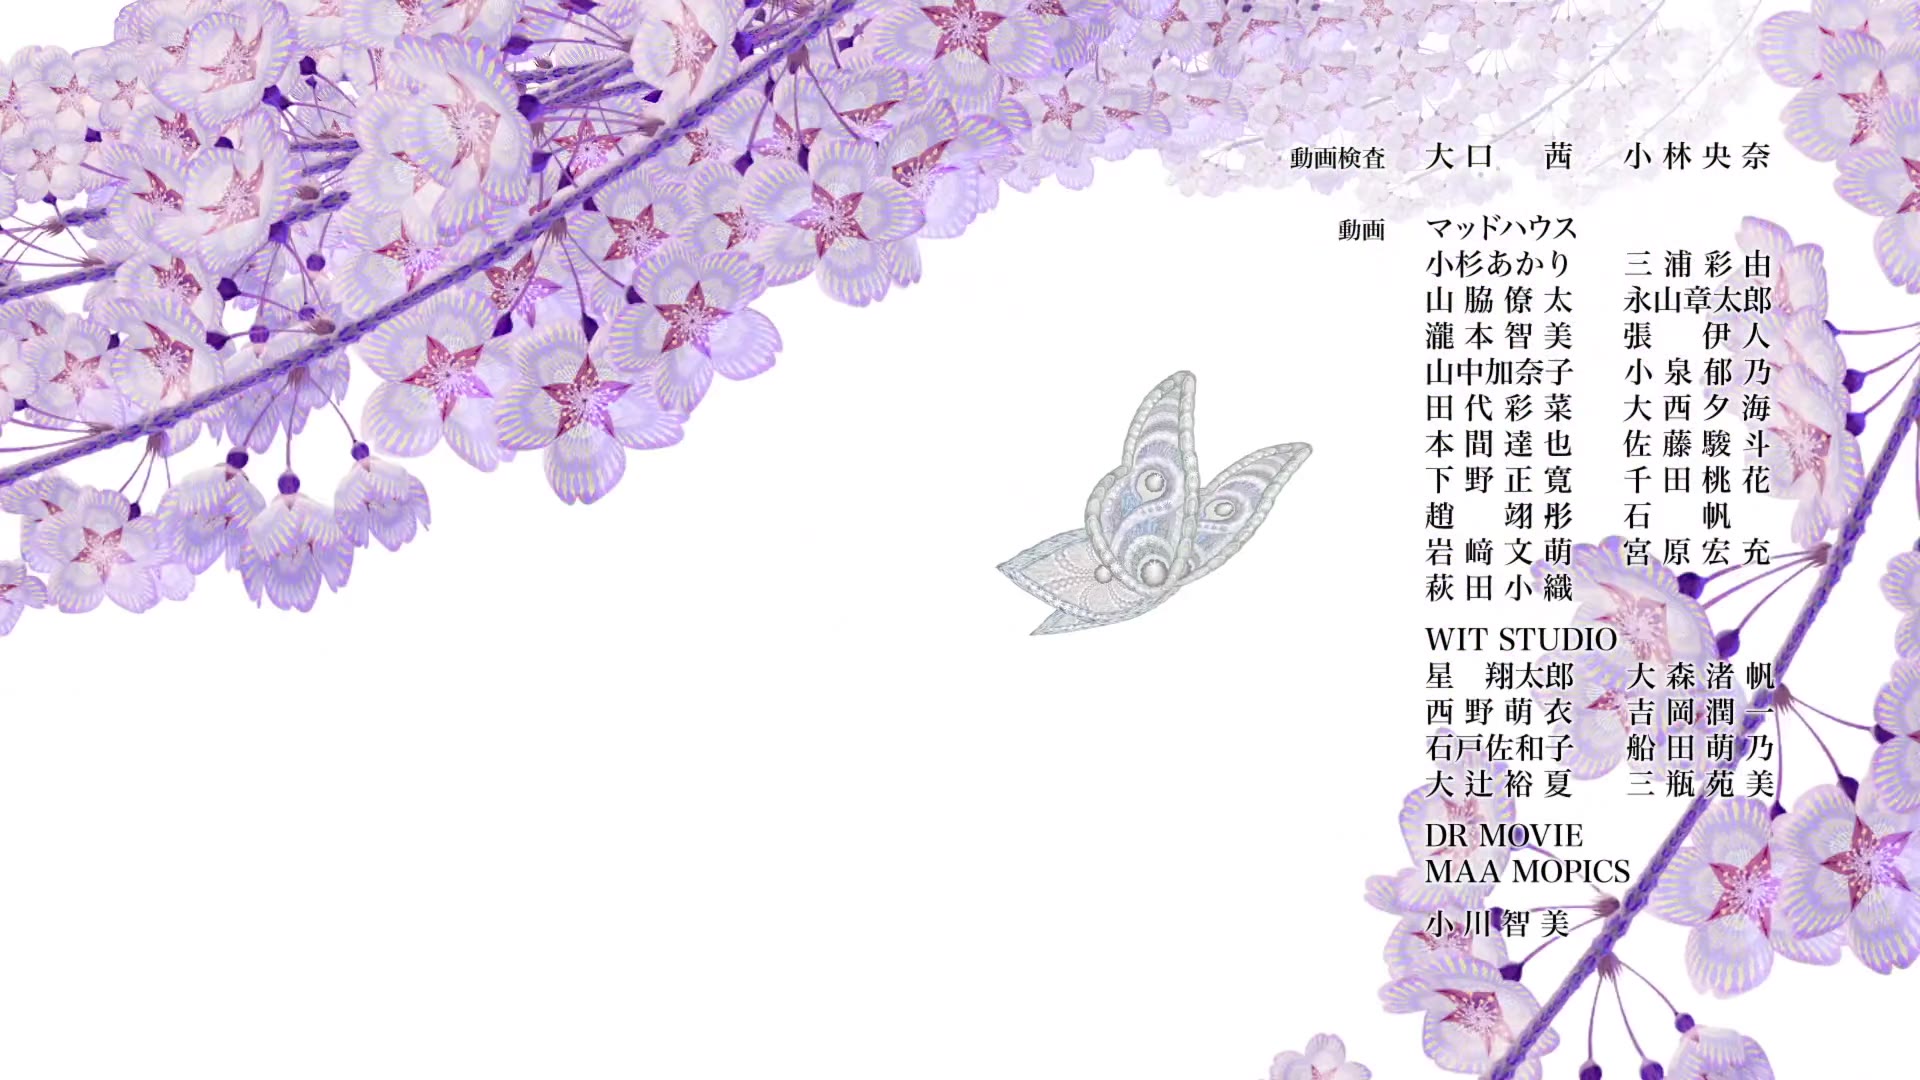 動画検査 大口 茜 小林央奈
動画 マッドハウス
小杉あかり 三浦彩由
山脇僚太 永山章太郎
瀧本智美 張 伊人
山中加奈子 小泉郁乃
田代彩菜 大西夕海
本間達也 佐藤駿斗
下野正寛 千田桃花
趙 翊彤 石 帆
岩﨑文萌 宮原宏充
萩田小織
WIT STUDIO
星 翔太郎 大森渚帆
西野萌衣 吉岡潤一
石戸佐和子 船田萌乃
大辻裕夏 三瓶苑美
DR MOVIE
MAA MOPICS
小川智美